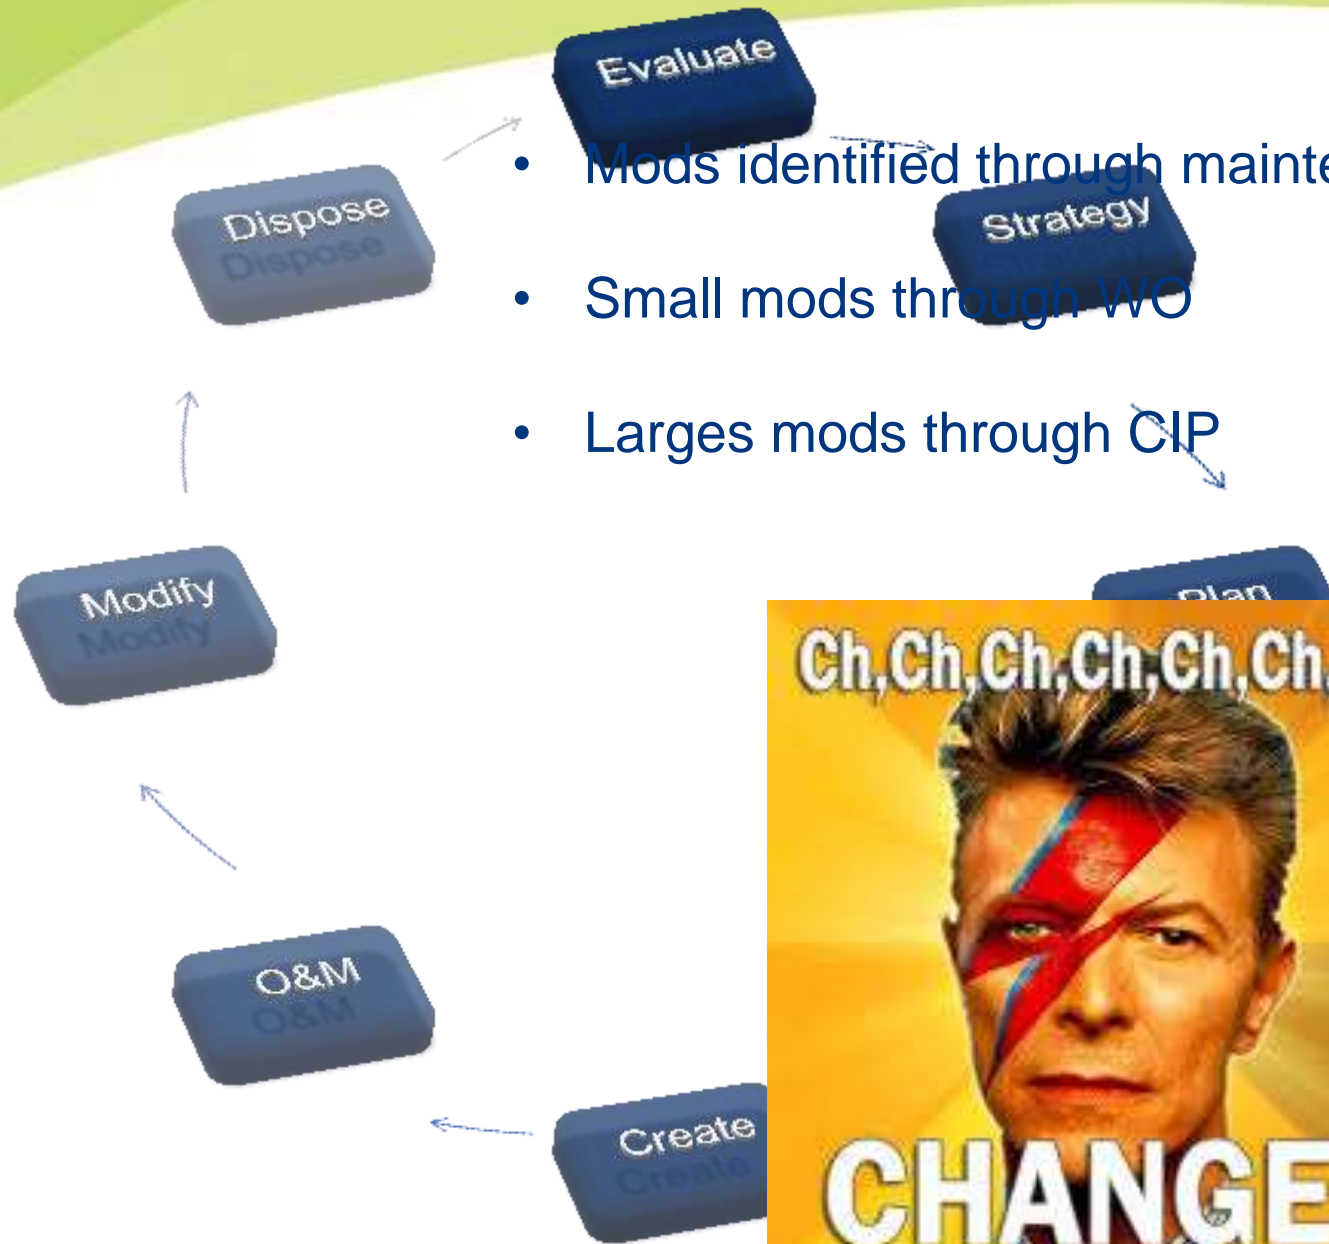 Evaluate
• Mods identified through mainte
Dispose
Strategy
• Small mods through WO
• Larges mods through CIP
Modify
Plan
Ch,Ch,Ch,Ch,Ch,Ch,
O&M
Create
CHANGE